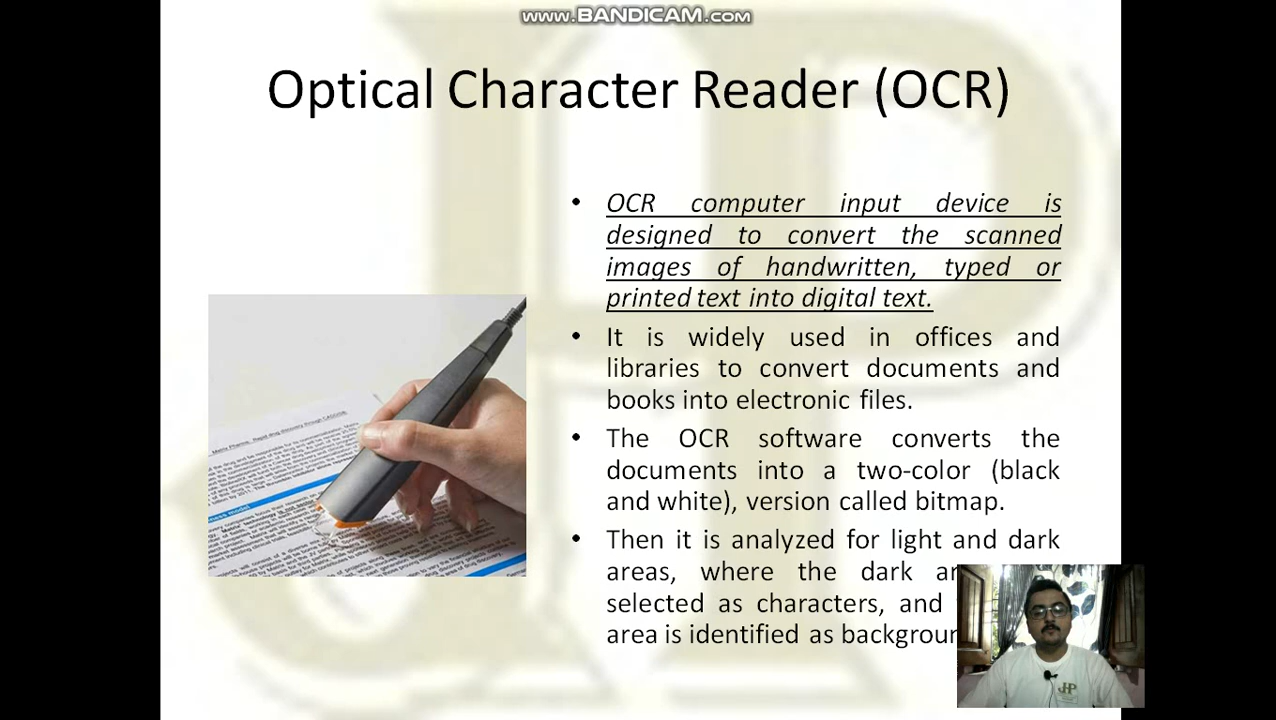 www.BANDICAM.com
Optical Character Reader (OCR)
• OCR computer input device is
designed to convert the scanned
images of handwritten, typed or
printed text into digital text.
• It is widely used in offices and
libraries to convert documents and
books into electronic files.
• The OCR software converts the
documents into a two-color (black
and white), version called bitmap.
• Then it is analyzed for light and dark
areas, where the dark
selected as characters, and
area is identified as
JHP